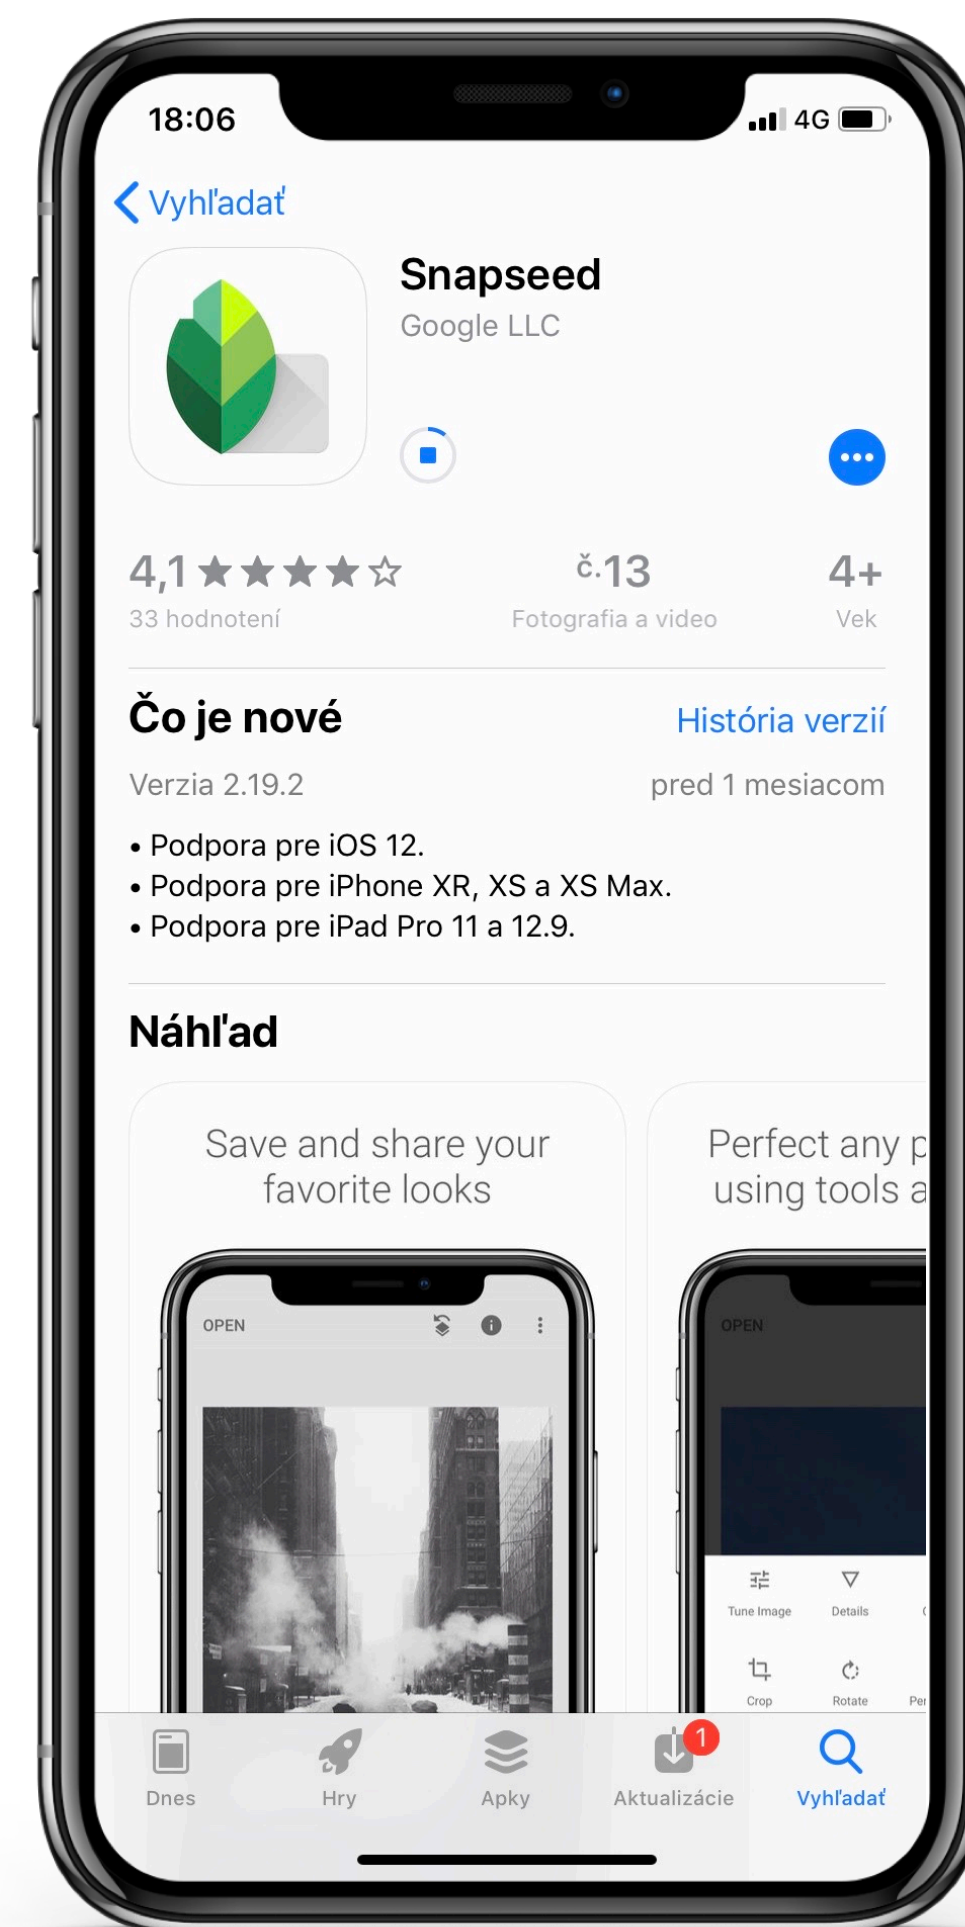 18:06
4G
Vyhľadať
Snapseed
Google LLC
4,1
č.13
4+
33 hodnotení
Fotografia a video
Vek
Čo je nové
História verzií
Verzia 2.19.2
pred 1 mesiacom
• Podpora pre iOS 12.
• Podpora pre iPhone XR, XS a XS Max.
• Podpora pre iPad Pro 11 a 12.9.
Náhľad
Save and share your
favorite looks
Perfect any p
using tools a
OPEN
OPEN
Tune Image
Details
Crop
Rotate
Per
1
Dnes
Hry
Apky
Aktualizácie
Vyhľadať